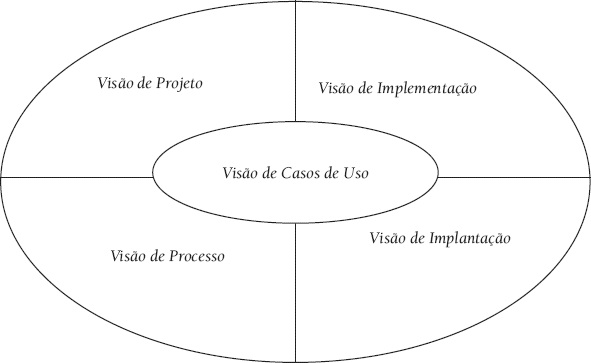 Visão de Projeto
Visão de Implementação
Visão de Casos de Uso
Visão de Processo
Visão de Implantação